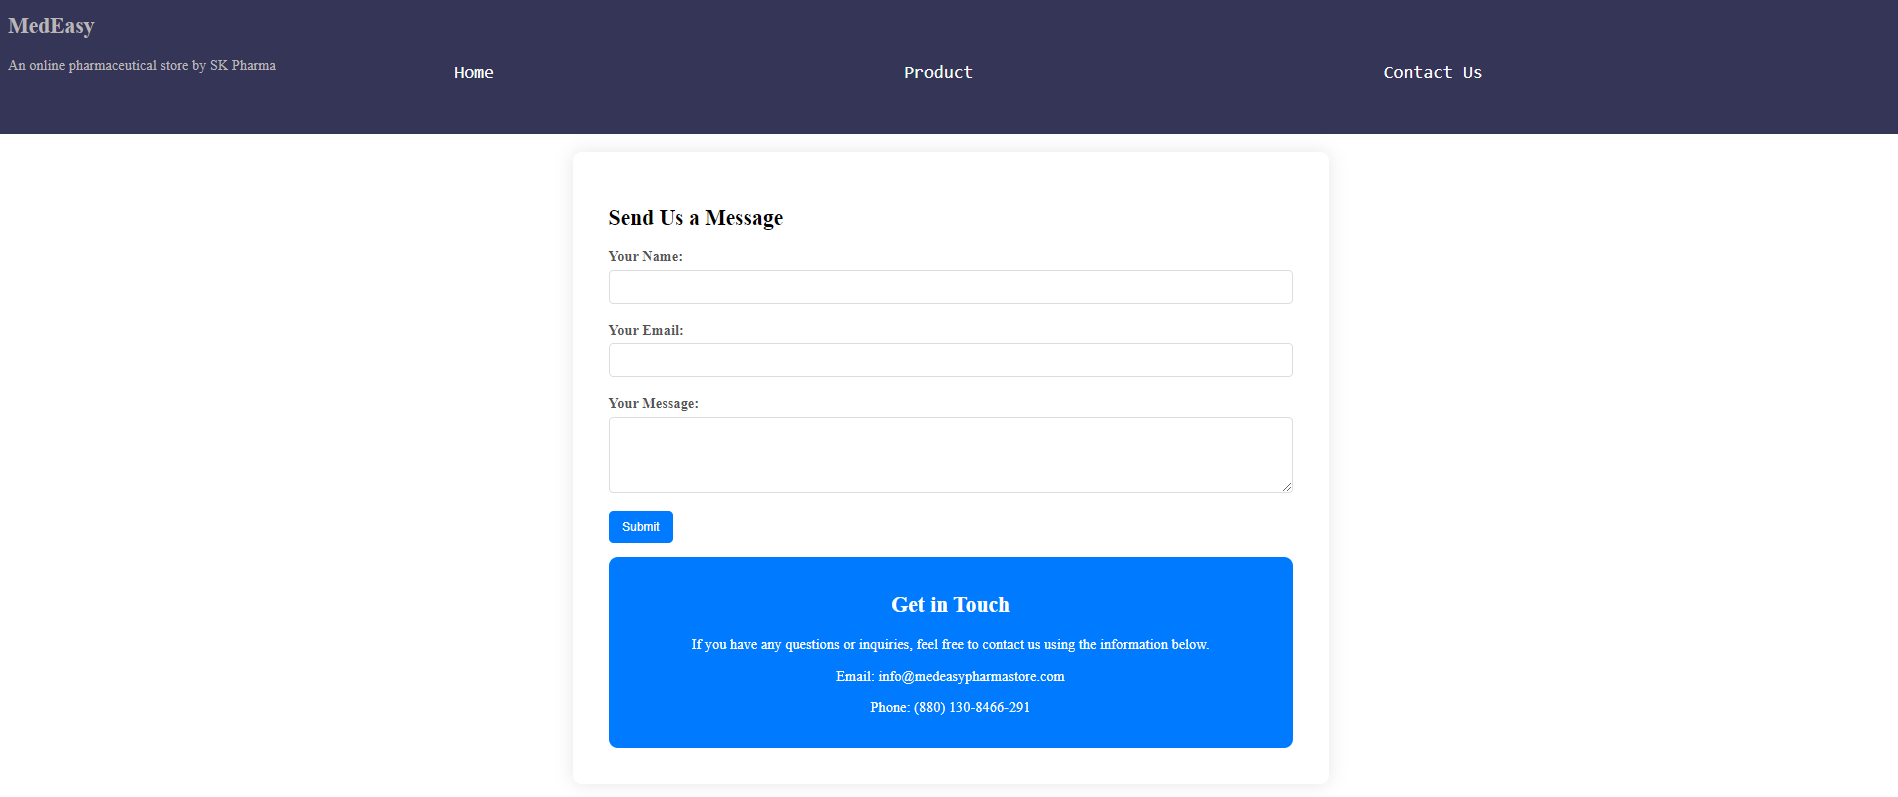 MedEasy
An online pharmaceutical store by SK Pharma
Home
Product
Contact Us
Send Us a Message
Your Name:
Your Email:
Your Message:
Submit
Get in Touch
If you have any questions or inquiries, feel free to contact us using the information below.
Email: info@medeasypharmastore.com
Phone: (880) 130-8466-291